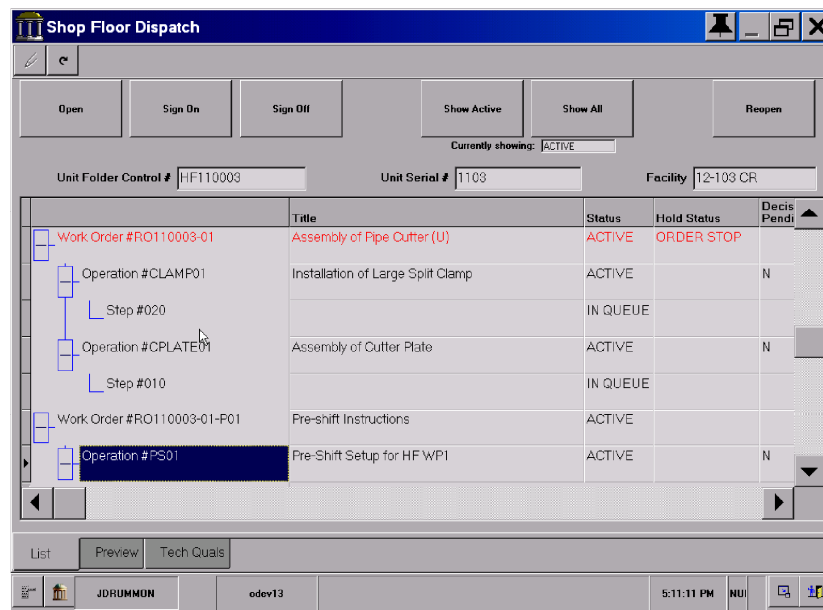 Shop Floor Dispatch
Open Sign On Sign Off Show Active Show All Reopen
Currently showing: ACTIVE
Unit Folder Control # HF110003 Unit Serial # 1103 Facility 12-103 CR
Title Status Hold Status Decis Pendi
Work Order #RO110003-01 Assembly of Pipe Cutter (U) ACTIVE ORDER STOP
Operation #CLAMP01 Installation of Large Split Clamp ACTIVE N
Step #020 IN QUEUE
Operation #CPLATE01 Assembly of Cutter Plate ACTIVE N
Step #010 IN QUEUE
Work Order #RO110003-01-P01 Pre-shift Instructions ACTIVE
Operation #PS01 Pre-Shift Setup for HF WP1 ACTIVE N
List Preview Tech Quals
JDRUMMON odev13 5:11:11 PM NUI